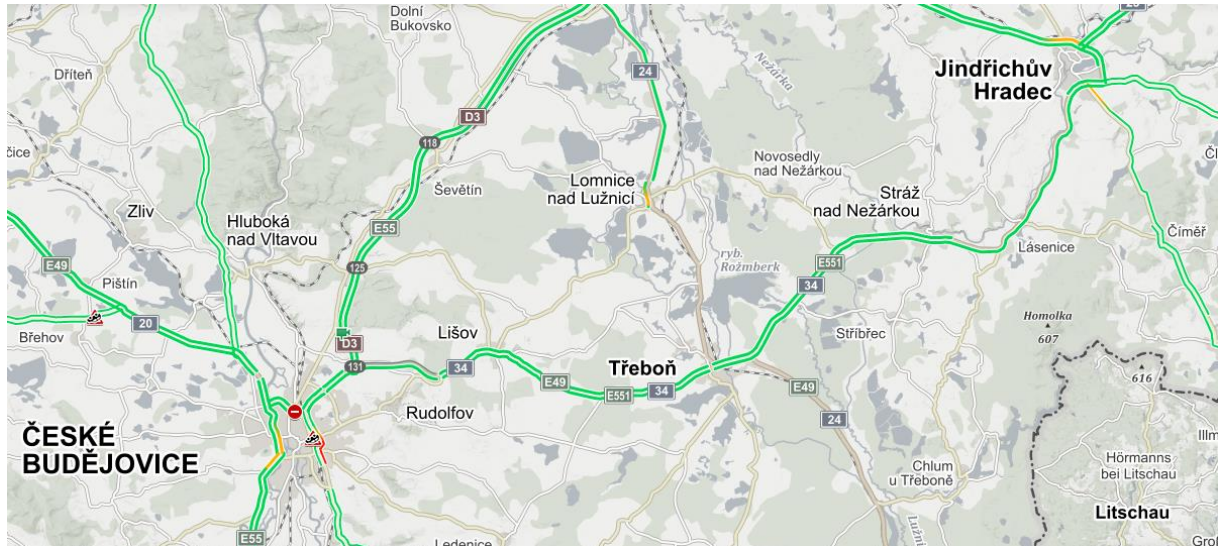 Dolní
Bukovsko
24
Nežárka
Jindřichův
Hradec
Dříteň
D3
118
Novosedly
nad Nežárkou
Ševětín
Lomnice
nad Lužnicí
Stráž
nad Nežárkou
Zliv
Hluboká
nad Vltavou
E55
Lásenice
Číměř
E49
125
ryb.
Rožmberk
E551
Pištín
34
20
Břehov
D3
Lišov
Stříbřec
Homolka
607
131
34
Třeboň
E49
E551
34
E49
616
Rudolfov
24
ČESKÉ
BUDĚJOVICE
Chlum
u Třeboně
Hörmanns
bei Litschau
Litschau
E55
Ledenice